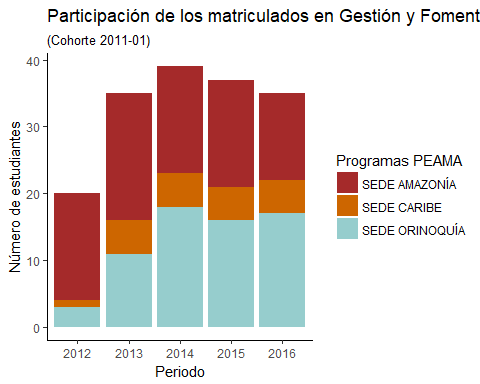 Participación de los matriculados en Gestión y Foment
(Cohorte 2011-01)
Número de estudiantes
40
30
20
10
0
2012 2013 2014 2015 2016
Periodo
Programas PEAMA
SEDE AMAZONÍA
SEDE CARIBE
SEDE ORINOQUÍA